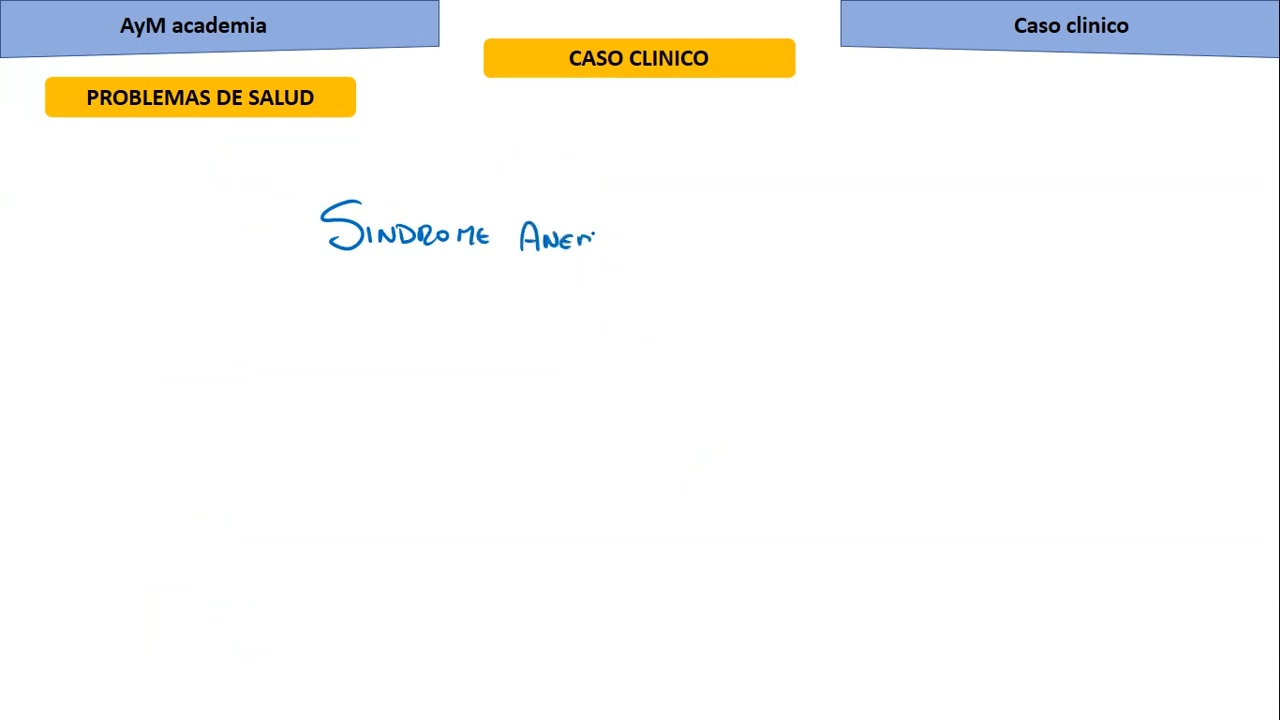 AyM academia
Caso clinico
CASO CLINICO
PROBLEMAS DE SALUD
SINDROME